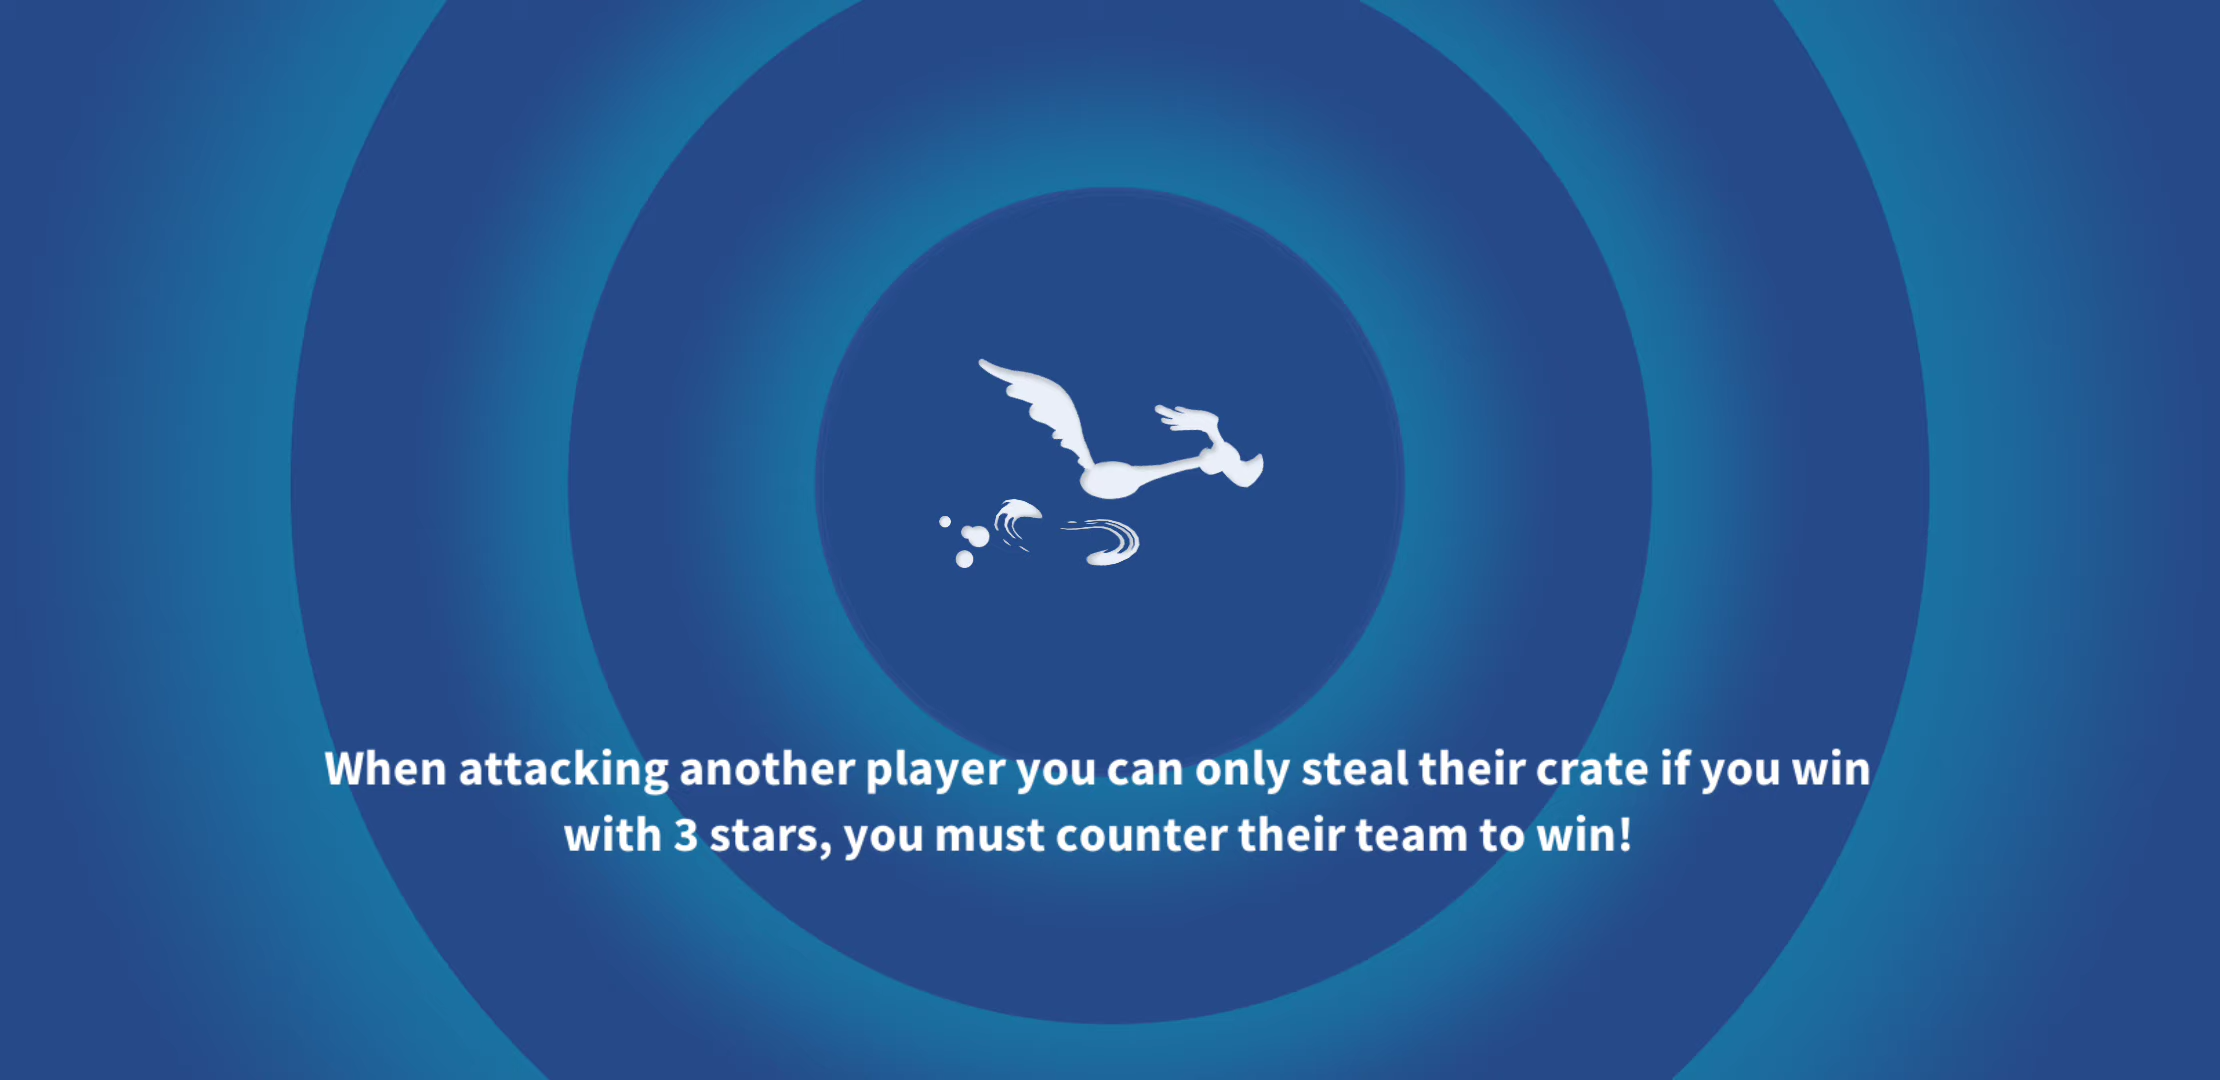 When attacking another player you can only steal their crate if you win
with 3 stars, you must counter their team to win!